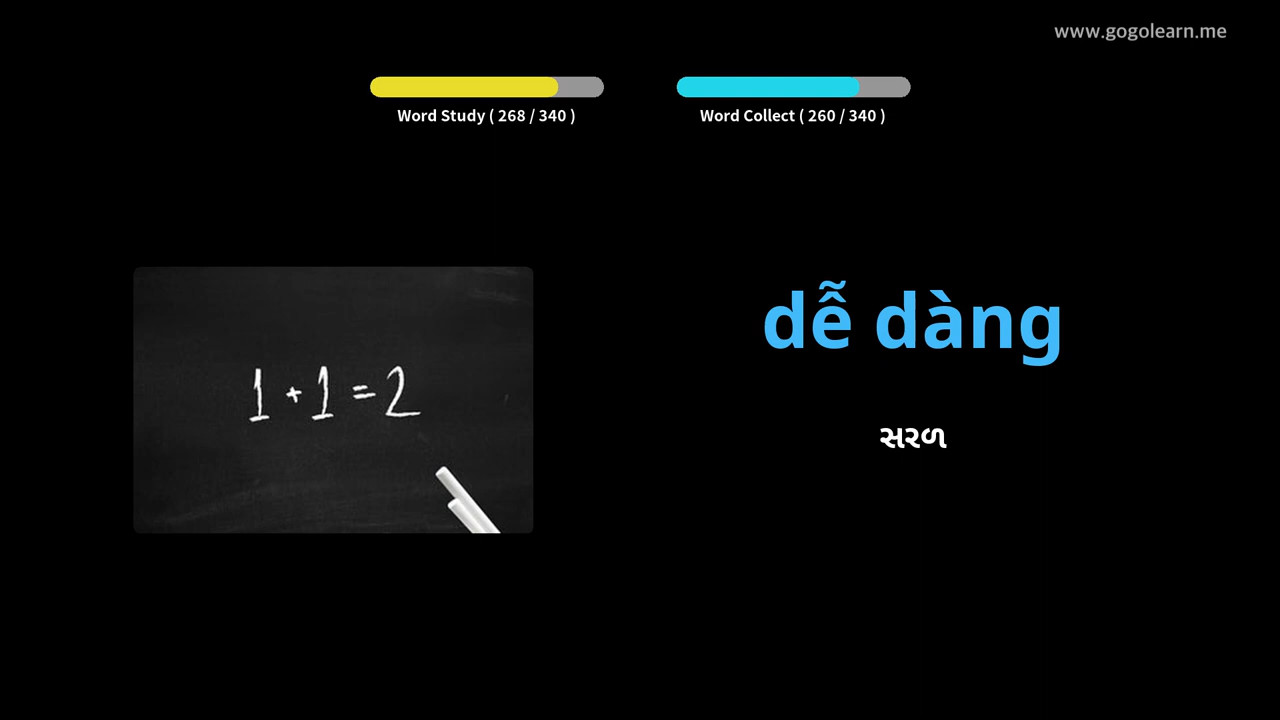 www.gogolearn.me
Word Study ( 268 / 340 )
Word Collect ( 260 / 340 )
1 + 1 = 2
dễ dàng
સરળ